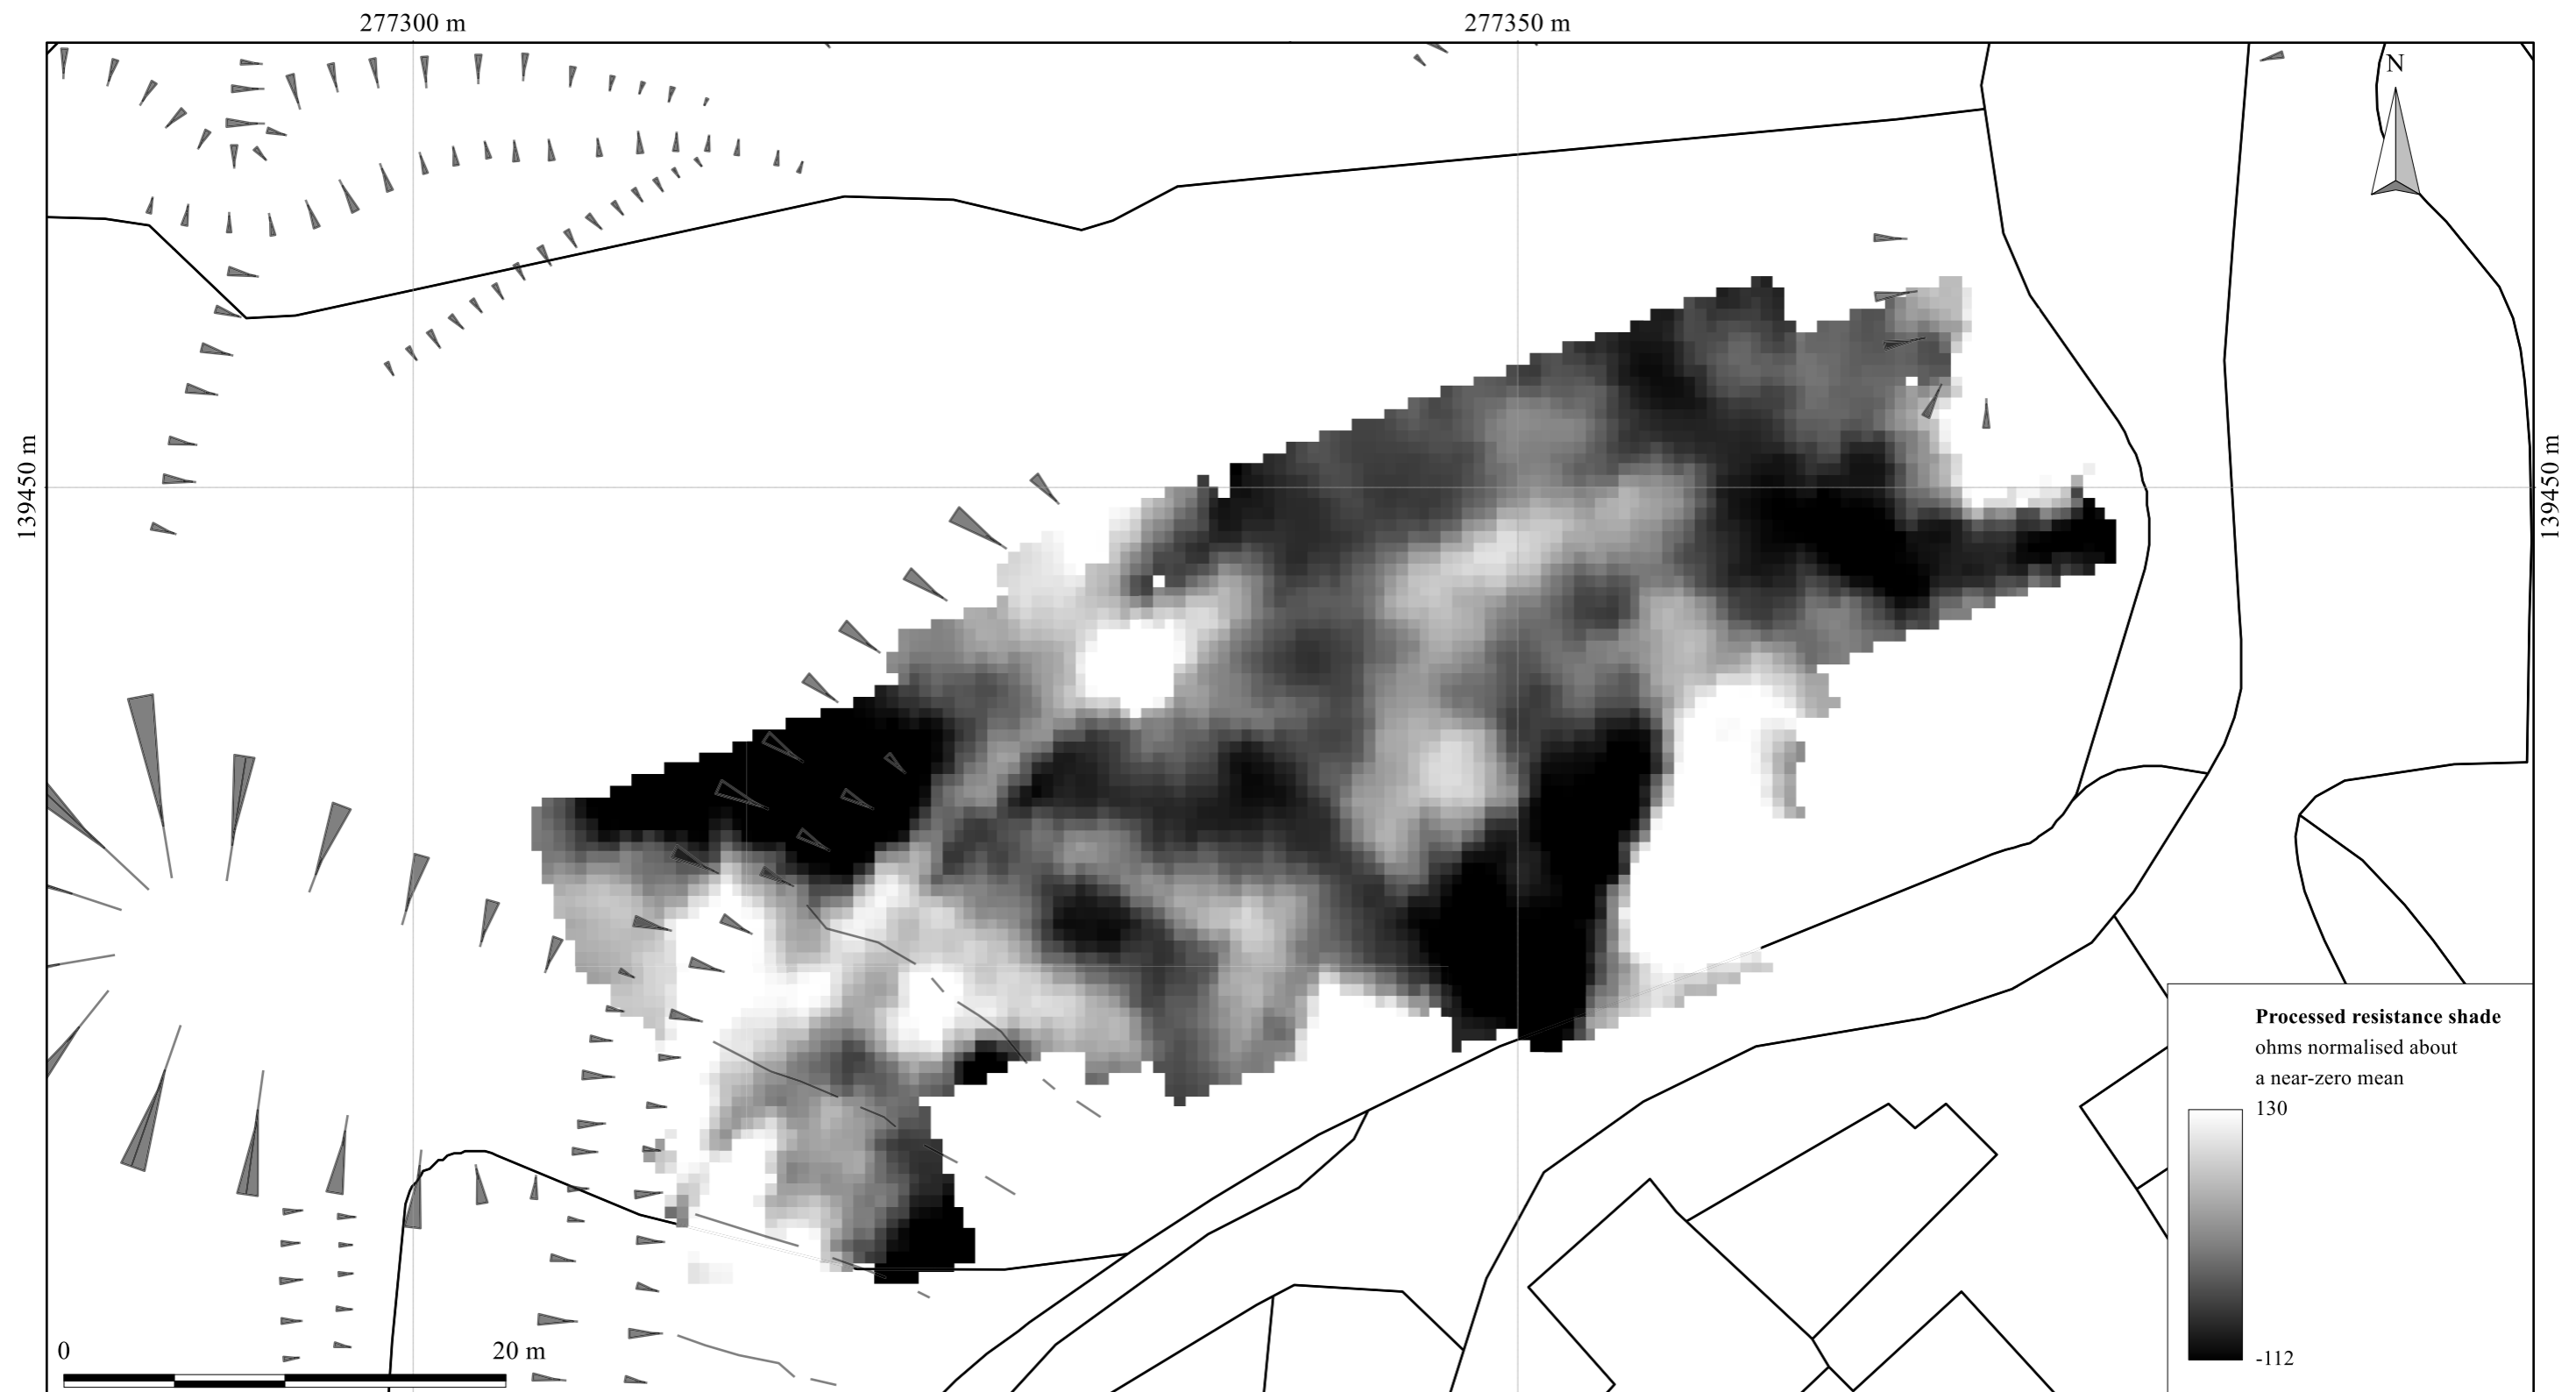 277300 m
277350 m
N
139450 m
139450 m
Processed resistance shade
ohms normalised about
a near-zero mean
130
-112
0
20 m